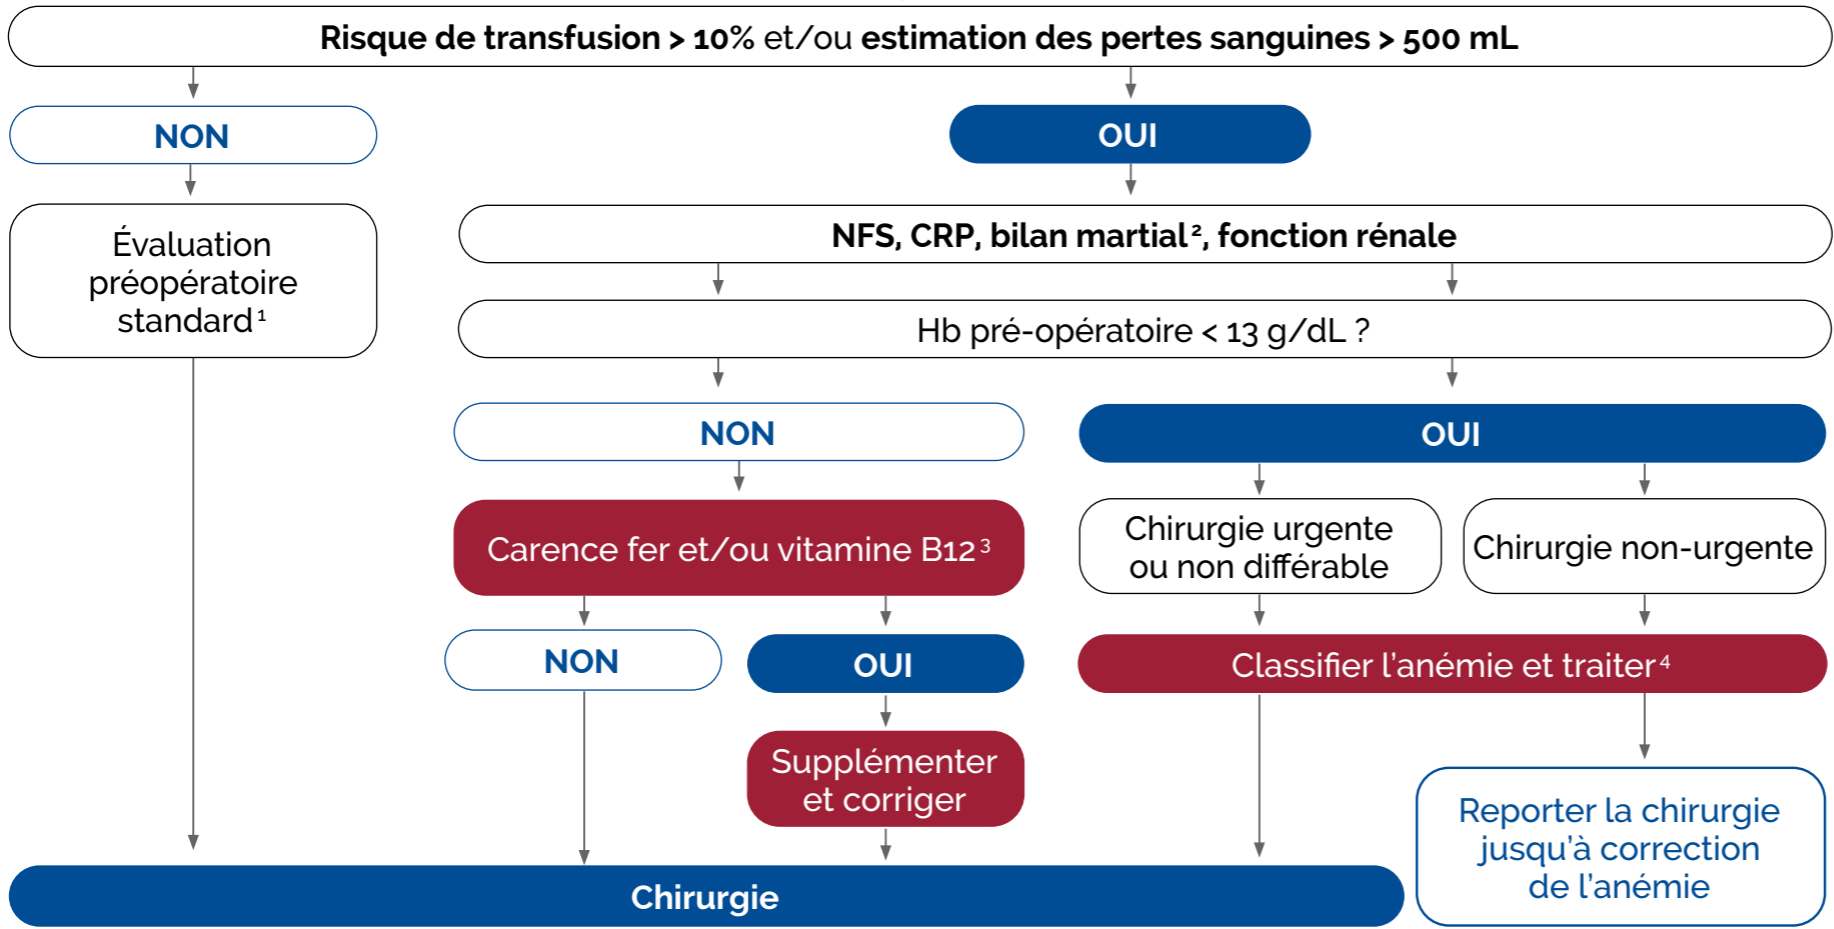 Risque de transfusion > 10% et/ou estimation des pertes sanguines > 500 mL
NON
OUI
Évaluation
préopératoire
standard¹
NFS, CRP, bilan martial², fonction rénale
Hb pré-opératoire < 13 g/dL ?
NON
OUI
Carence fer et/ou vitamine B12³
Chirurgie urgente
ou non différable
Chirurgie non-urgente
NON
OUI
Classifier l’anémie et traiter⁴
Supplémenter
et corriger
Reporter la chirurgie
jusqu’à correction
de l’anémie
Chirurgie